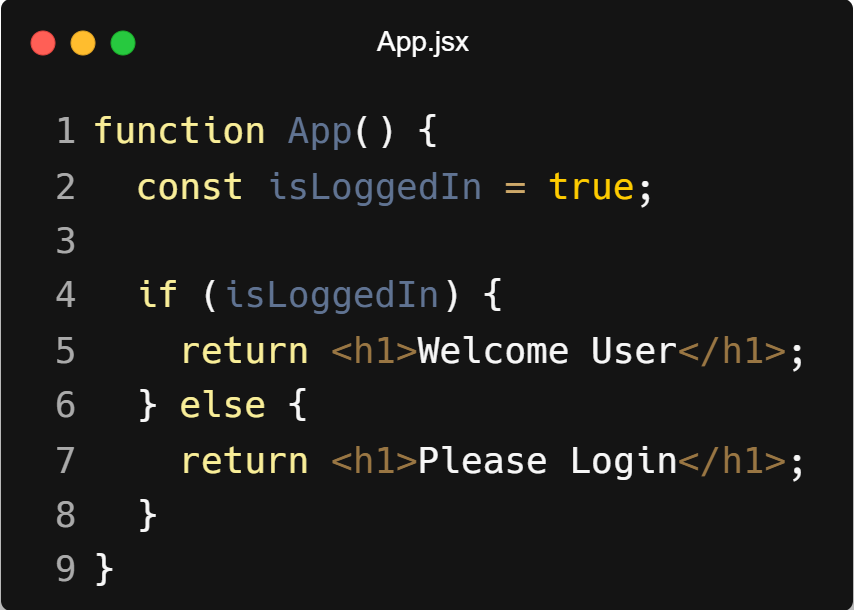 App.jsx
1 function App() {
2   const isLoggedIn = true;
3
4   if (isLoggedIn) {
5     return <h1>Welcome User</h1>;
6   } else {
7     return <h1>Please Login</h1>;
8   }
9 }